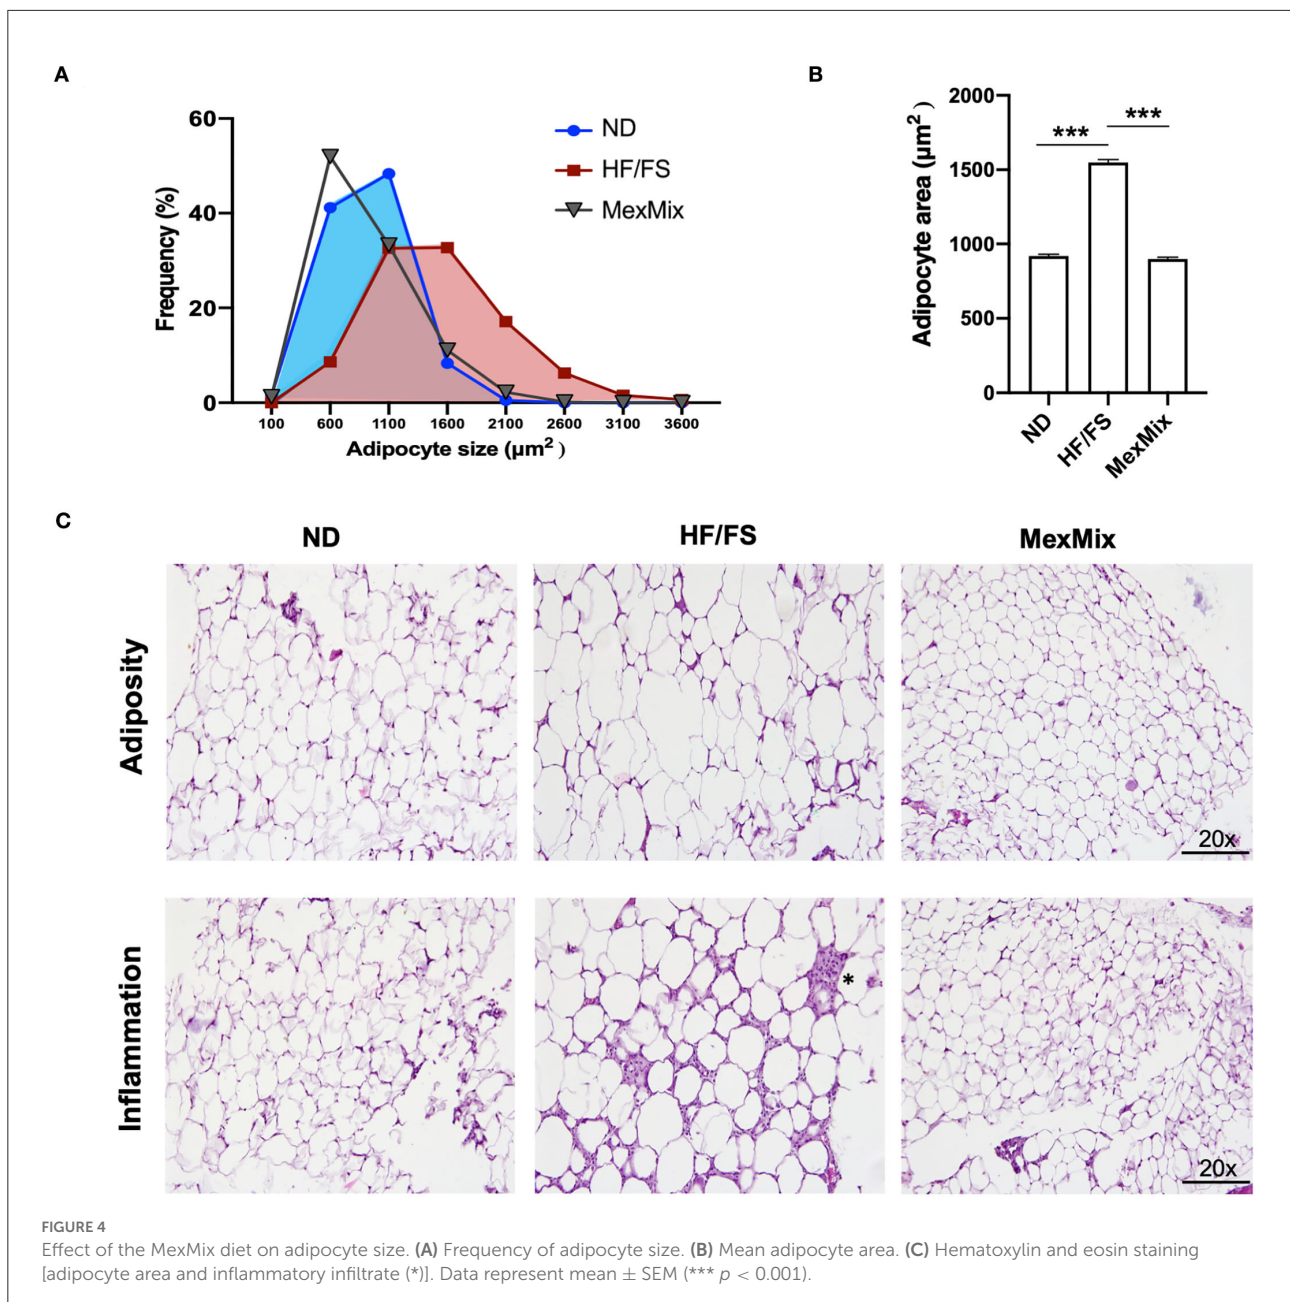 A
B
60
40
20
0
Frequency (%)
100 600 1100 1600 2100 2600 3100 3600
Adipocyte size (µm²)
ND
HF/FS
MexMix
2000
1500
1000
500
0
Adipocyte area (µm²)
*** ***
ND HF/FS MexMix
C
ND HF/FS MexMix
Adiposity
20x
Inflammation
*
20x
FIGURE 4
Effect of the MexMix diet on adipocyte size. (A) Frequency of adipocyte size. (B) Mean adipocyte area. (C) Hematoxylin and eosin staining
[adipocyte area and inflammatory infiltrate (*)]. Data represent mean ± SEM (*** p < 0.001).